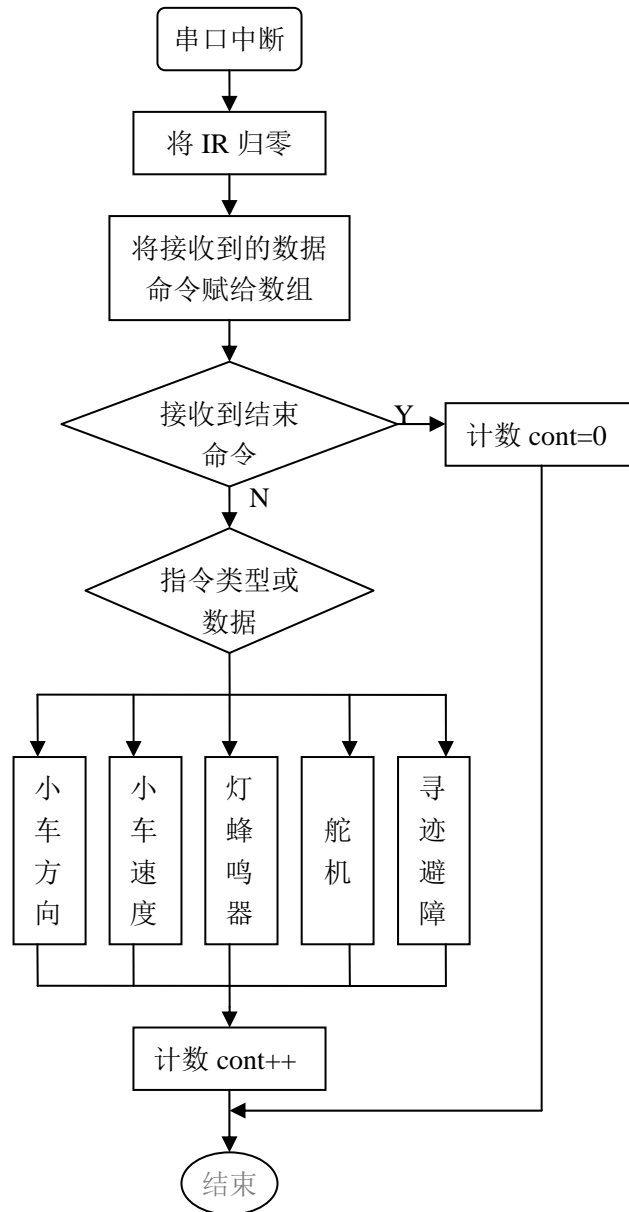 串口中断
将 IR 归零
将接收到的数据
命令赋给数组
接收到结束
命令
Y
计数 cont=0
N
指令类型或
数据
小车方向
小车速度
灯蜂鸣器
舵机
寻迹避障
计数 cont++
结束